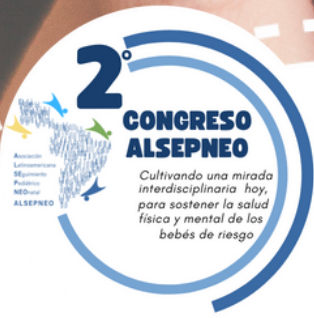 2°
CONGRESO
ALSEPNEO
Cultivando una mirada
interdisciplinaria hoy,
para sostener la salud
física y mental de los
bebés de riesgo
Asociación
Latinoamericana
SEguimiento
Pediátrico
NEOnatal
ALSEPNEO